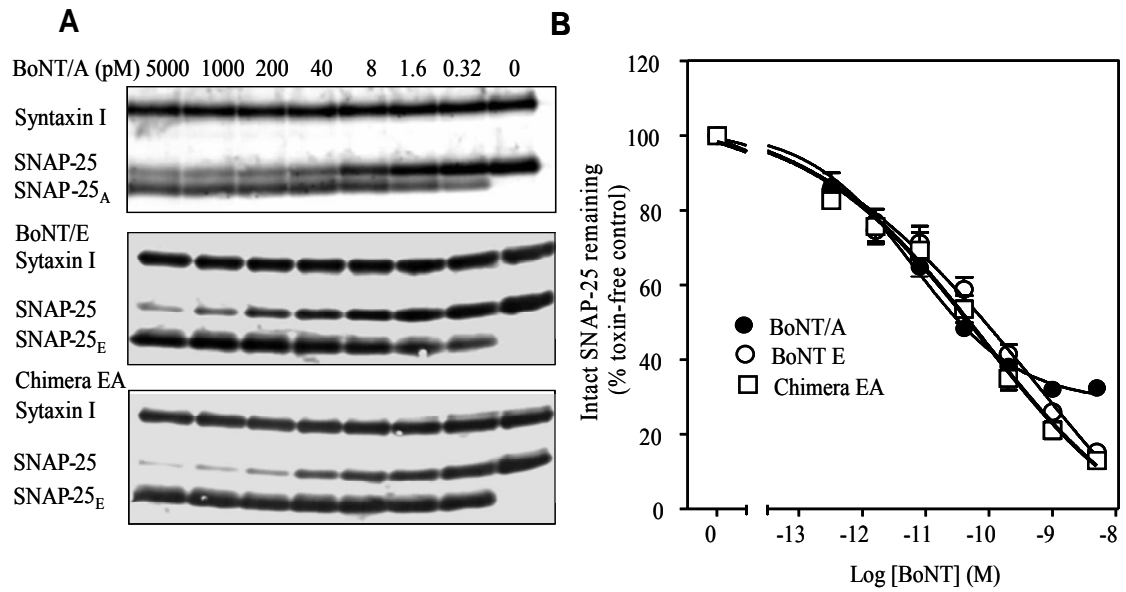 A
BoNT/A (pM) 5000 1000 200 40 8 1.6 0.32 0
Syntaxin I
SNAP-25
SNAP-25A
BoNT/E
Sytaxin I
SNAP-25
SNAP-25E
Chimera EA
Sytaxin I
SNAP-25
SNAP-25E
B
Intact SNAP-25 remaining
(% toxin-free control)
120
100
80
60
40
20
0
BoNT/A
BoNT E
Chimera EA
0 -13 -12 -11 -10 -9 -8
Log [BoNT] (M)